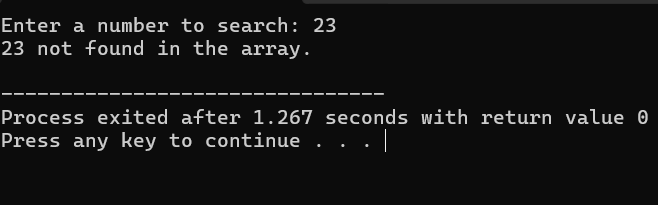 Enter a number to search: 23
23 not found in the array.
--------------------------------
Process exited after 1.267 seconds with return value 0
Press any key to continue . . .